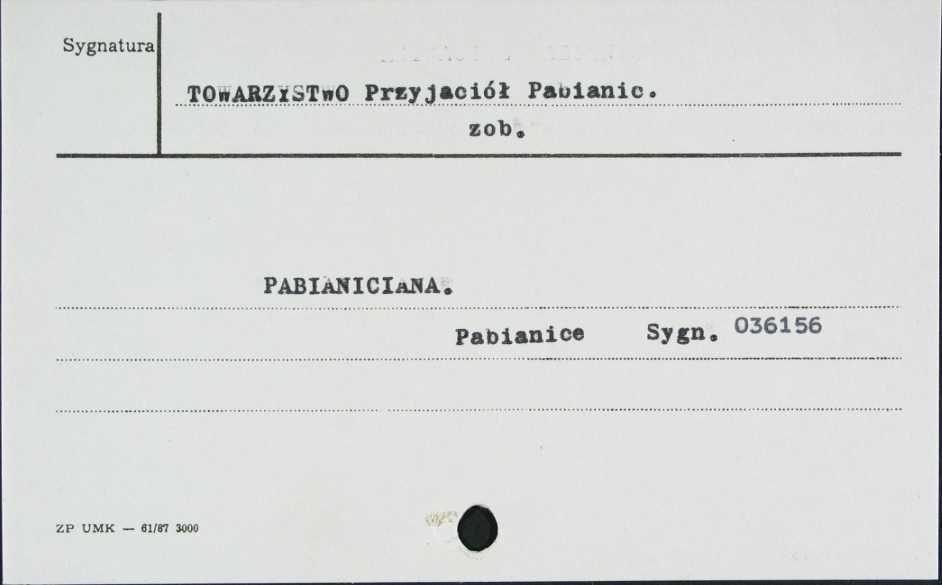 Sygnatura
TOWARZYSTWO Przyjaciół Pabianic.
zob.
PABIANICIANA.
Pabianice Sygn. 036156
ZP UMK — 61/87 3000